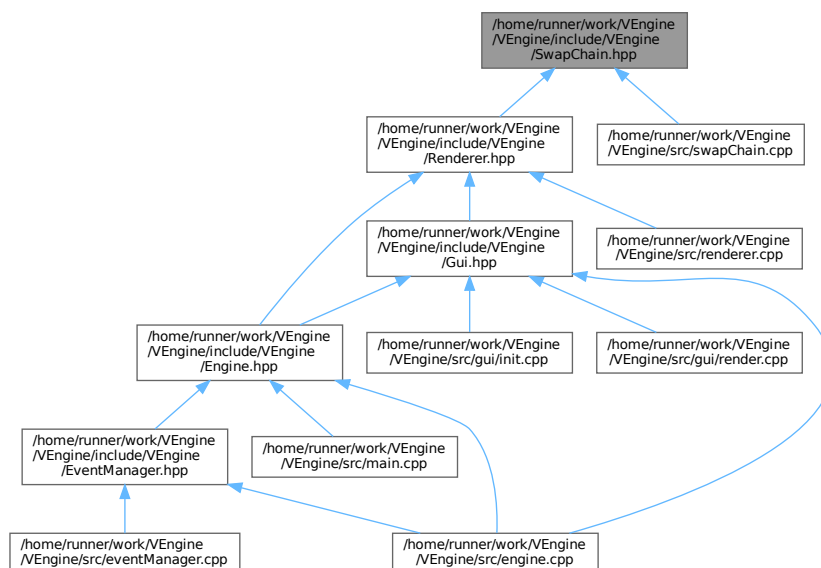 /home/runner/work/VEngine
/VEngine/include/VEngine
/SwapChain.hpp
/home/runner/work/VEngine
/VEngine/include/VEngine
/Renderer.hpp
/home/runner/work/VEngine
/VEngine/src/swapChain.cpp
/home/runner/work/VEngine
/VEngine/include/VEngine
/Gui.hpp
/home/runner/work/VEngine
/VEngine/src/renderer.cpp
/home/runner/work/VEngine
/VEngine/include/VEngine
/Engine.hpp
/home/runner/work/VEngine
/VEngine/src/gui/init.cpp
/home/runner/work/VEngine
/VEngine/src/gui/render.cpp
/home/runner/work/VEngine
/VEngine/include/VEngine
/EventManager.hpp
/home/runner/work/VEngine
/VEngine/src/main.cpp
/home/runner/work/VEngine
/VEngine/src/eventManager.cpp
/home/runner/work/VEngine
/VEngine/src/engine.cpp